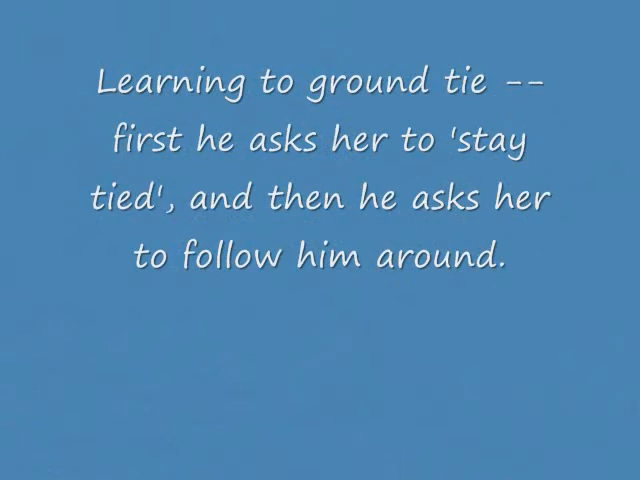 Learning to ground tie --
first he asks her to 'stay
tied', and then he asks her
to follow him around.